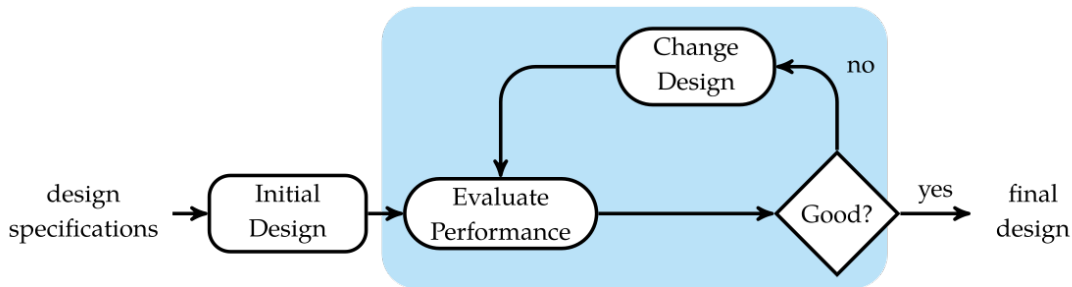 design
specifications
Initial
Design
Evaluate
Performance
Change
Design
Good?
no
yes
final
design